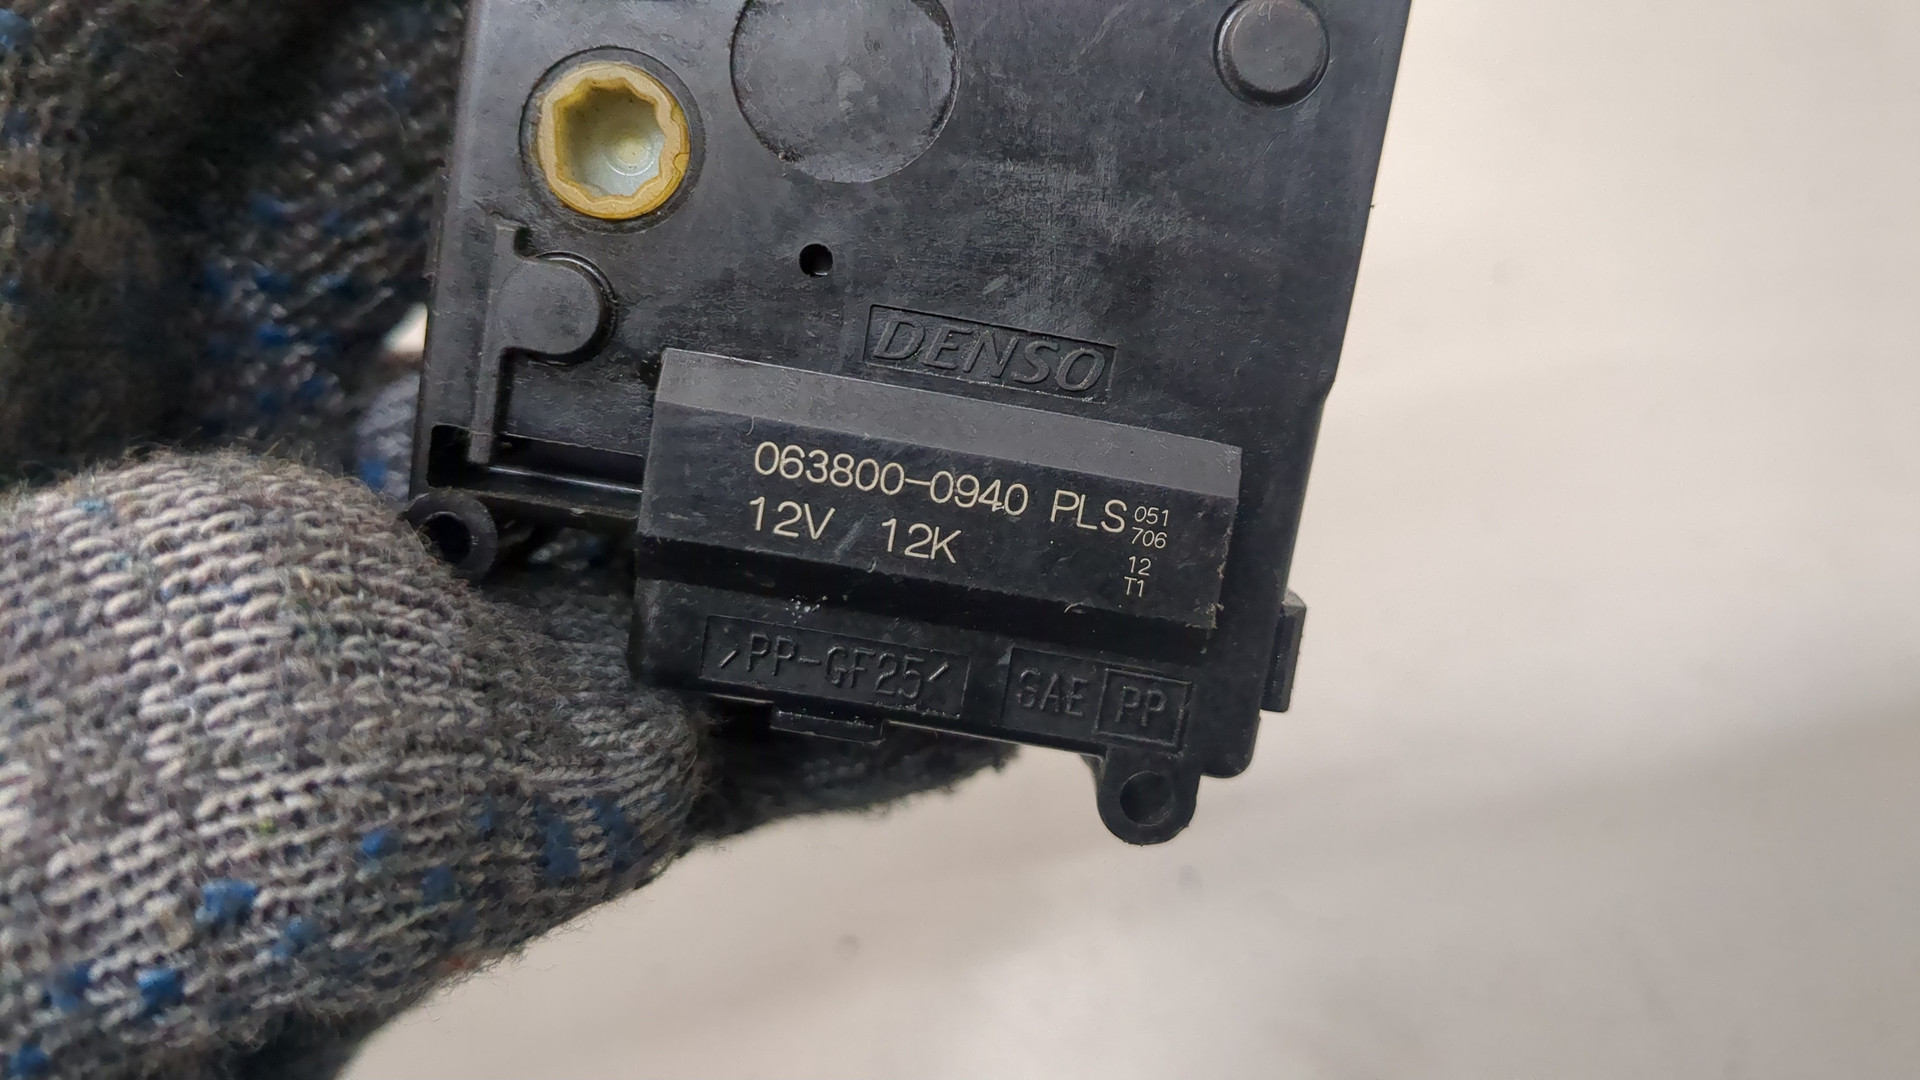 DENSO
063800-0940 PLS 051
706
12V 12K 12
T1
>PP-GF25<
SAE PP